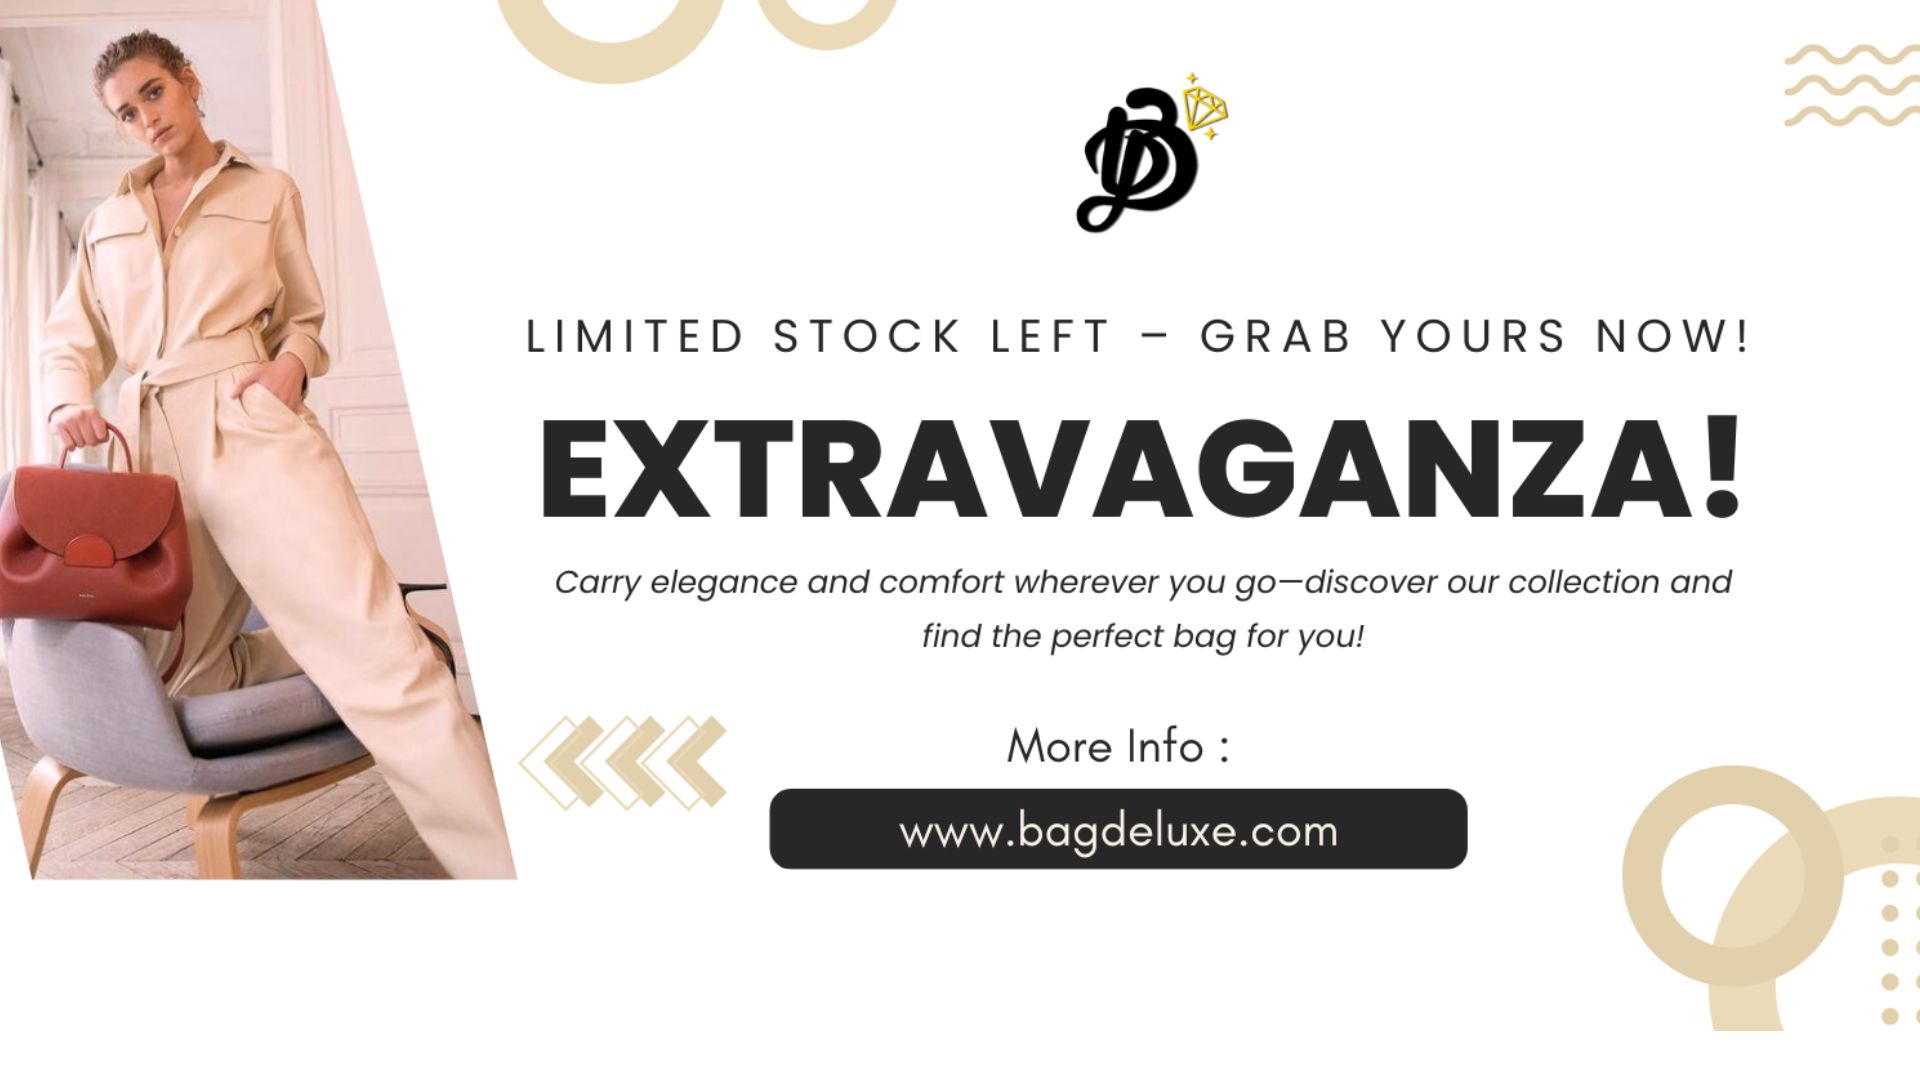 LIMITED STOCK LEFT – GRAB YOURS NOW!
EXTRAVAGANZA!
Carry elegance and comfort wherever you go—discover our collection and
find the perfect bag for you!
More Info :
www.bagdeluxe.com